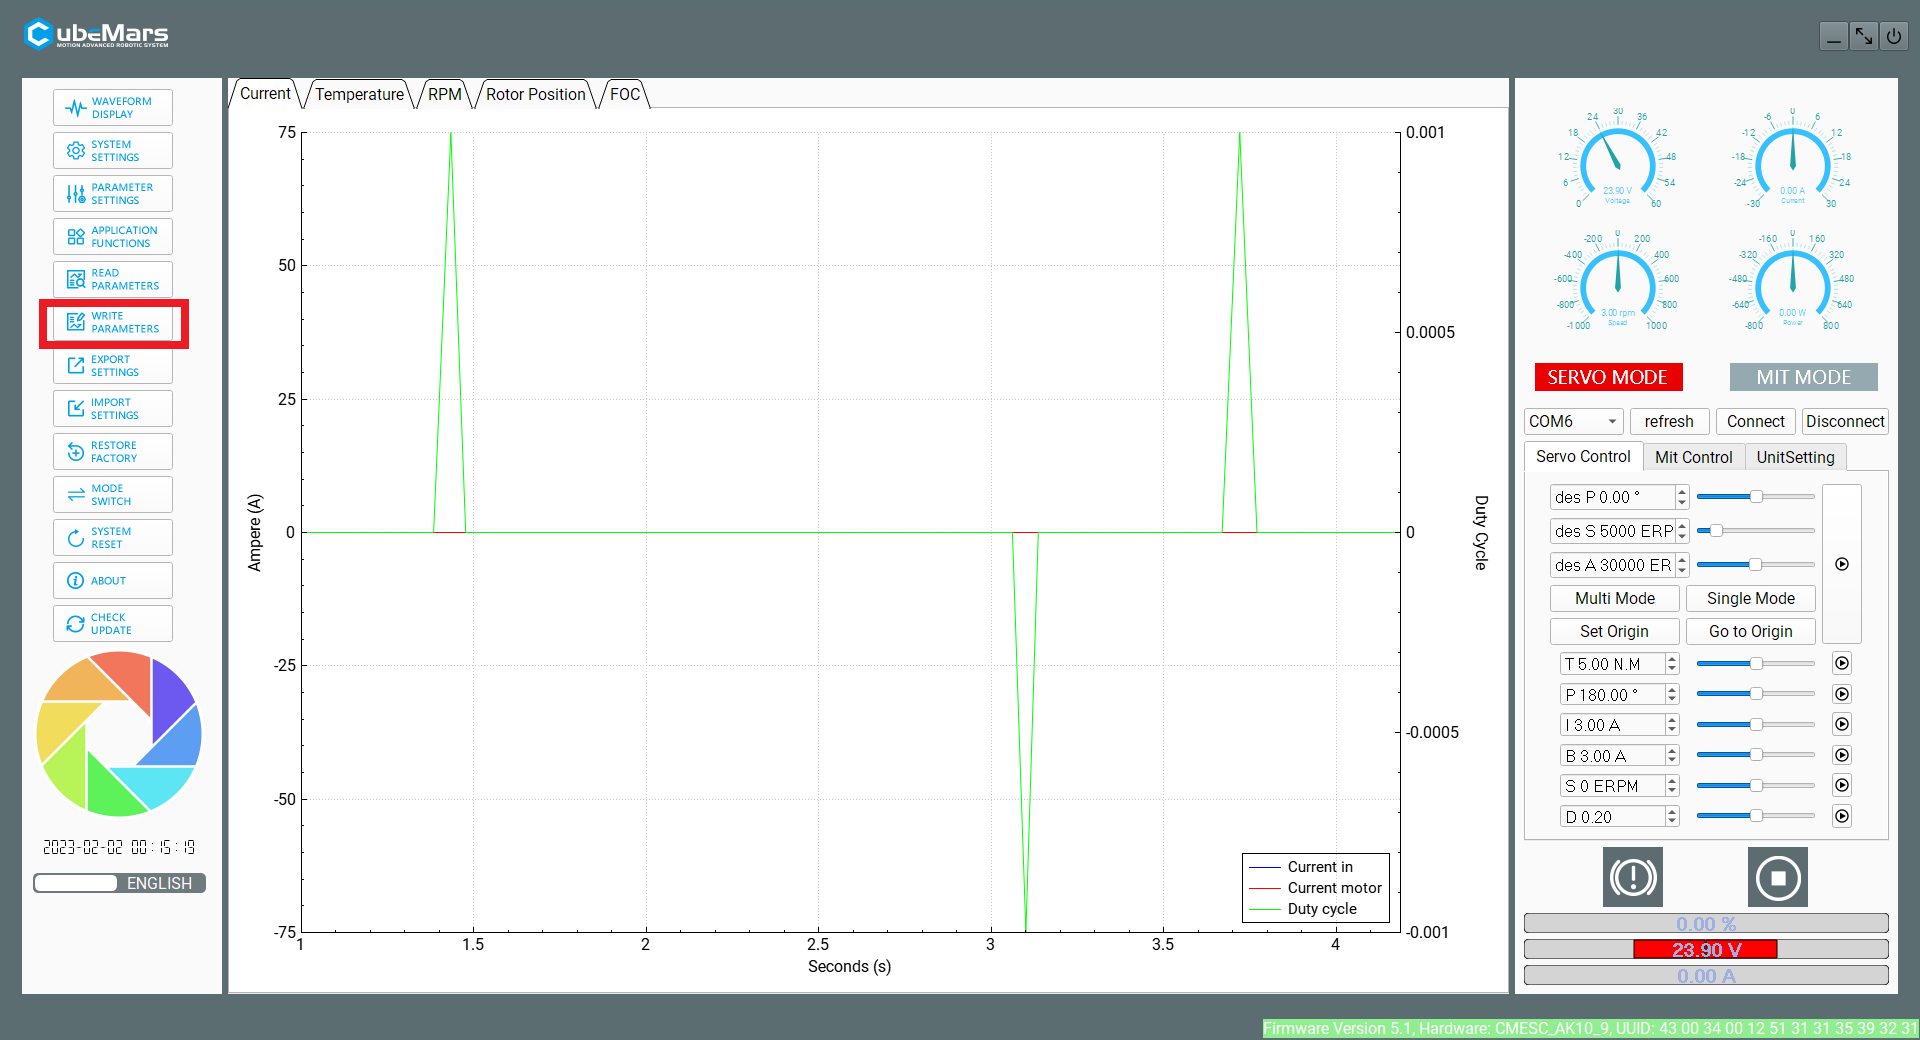 CubeMars
MOTION ADVANCED ROBOTIC SYSTEM
WAVEFORM
DISPLAY
SYSTEM
SETTINGS
PARAMETER
SETTINGS
APPLICATION
FUNCTIONS
READ
PARAMETERS
WRITE
PARAMETERS
EXPORT
SETTINGS
IMPORT
SETTINGS
RESTORE
FACTORY
MODE
SWITCH
SYSTEM
RESET
ABOUT
CHECK
UPDATE
2023-02-02 00:15:19
ENGLISH
Current Temperature RPM Rotor Position FOC
75
50
25
0
-25
-50
-75
Ampere (A)
0.001
0.0005
0
-0.0005
-0.001
Duty Cycle
1 1.5 2 2.5 3 3.5 4
Seconds (s)
Current in
Current motor
Duty cycle
0 6 12 18 24 30 36 42 48 54 60
23.90 V
Voltage
-30 -24 -18 -12 -6 0 6 12 18 24 30
0.00 A
Current
-1000 -800 -600 -400 -200 0 200 400 600 800 1000
3.00 rpm
Speed
-800 -640 -480 -320 -160 0 160 320 480 640 800
0.00 W
Power
SERVO MODE MIT MODE
COM6 refresh Connect Disconnect
Servo Control Mit Control UnitSetting
des P 0.00 °
des S 5000 ERP
des A 30000 ER
Multi Mode Single Mode
Set Origin Go to Origin
T 5.00 N.M
P 180.00 °
I 3.00 A
B 3.00 A
S 0 ERPM
D 0.20
0.00 %
23.90 V
0.00 A
Firmware Version 5.1, Hardware: CMESC_AK10_9, UUID: 43 00 34 00 12 51 31 31 35 39 32 31